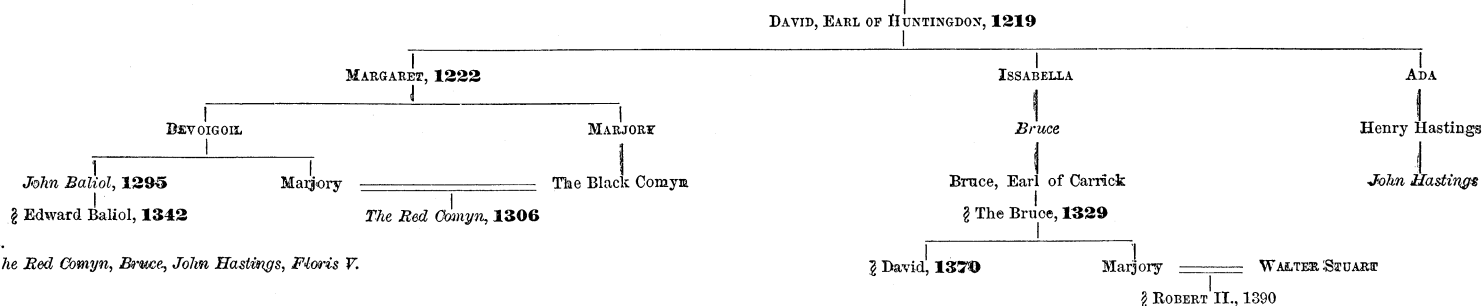 DAVID, EARL OF HUNTINGDON, 1219
MARGARET, 1222 ISSABELLA ADA
DEVOIGOIL MARJORY Bruce Henry Hastings
John Baliol, 1295 Marjory The Black Comyn Bruce, Earl of Carrick John Hastings
Edward Baliol, 1342 The Red Comyn, 1306 The Bruce, 1329
he Red Comyn, Bruce, John Hastings, Floris V. David, 1370 Marjory WALTER STUART
ROBERT II., 1390